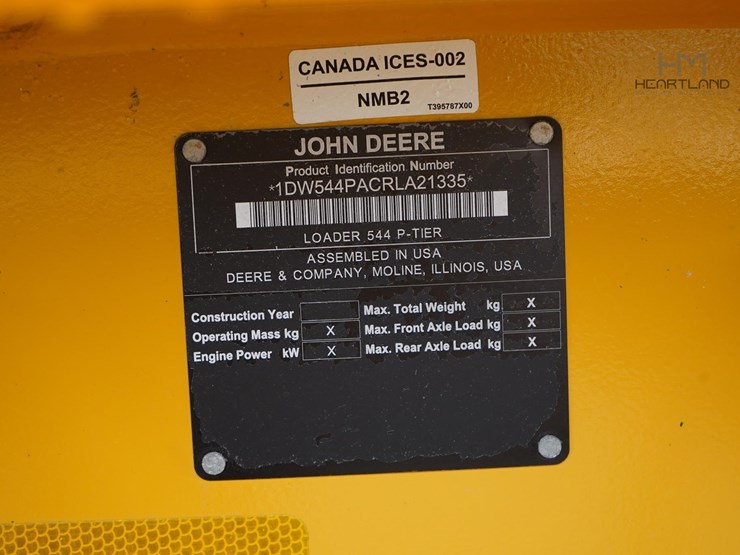 CANADA ICES-002
NMB2
T395787X00
HM
HEARTLAND
JOHN DEERE
Product Identification Number
*1DW544PACRLA21335*
LOADER 544 P-TIER
ASSEMBLED IN USA
DEERE & COMPANY, MOLINE, ILLINOIS, USA
Construction Year
Operating Mass kg X
Engine Power kW X
Max. Total Weight kg X
Max. Front Axle Load kg X
Max. Rear Axle Load kg X